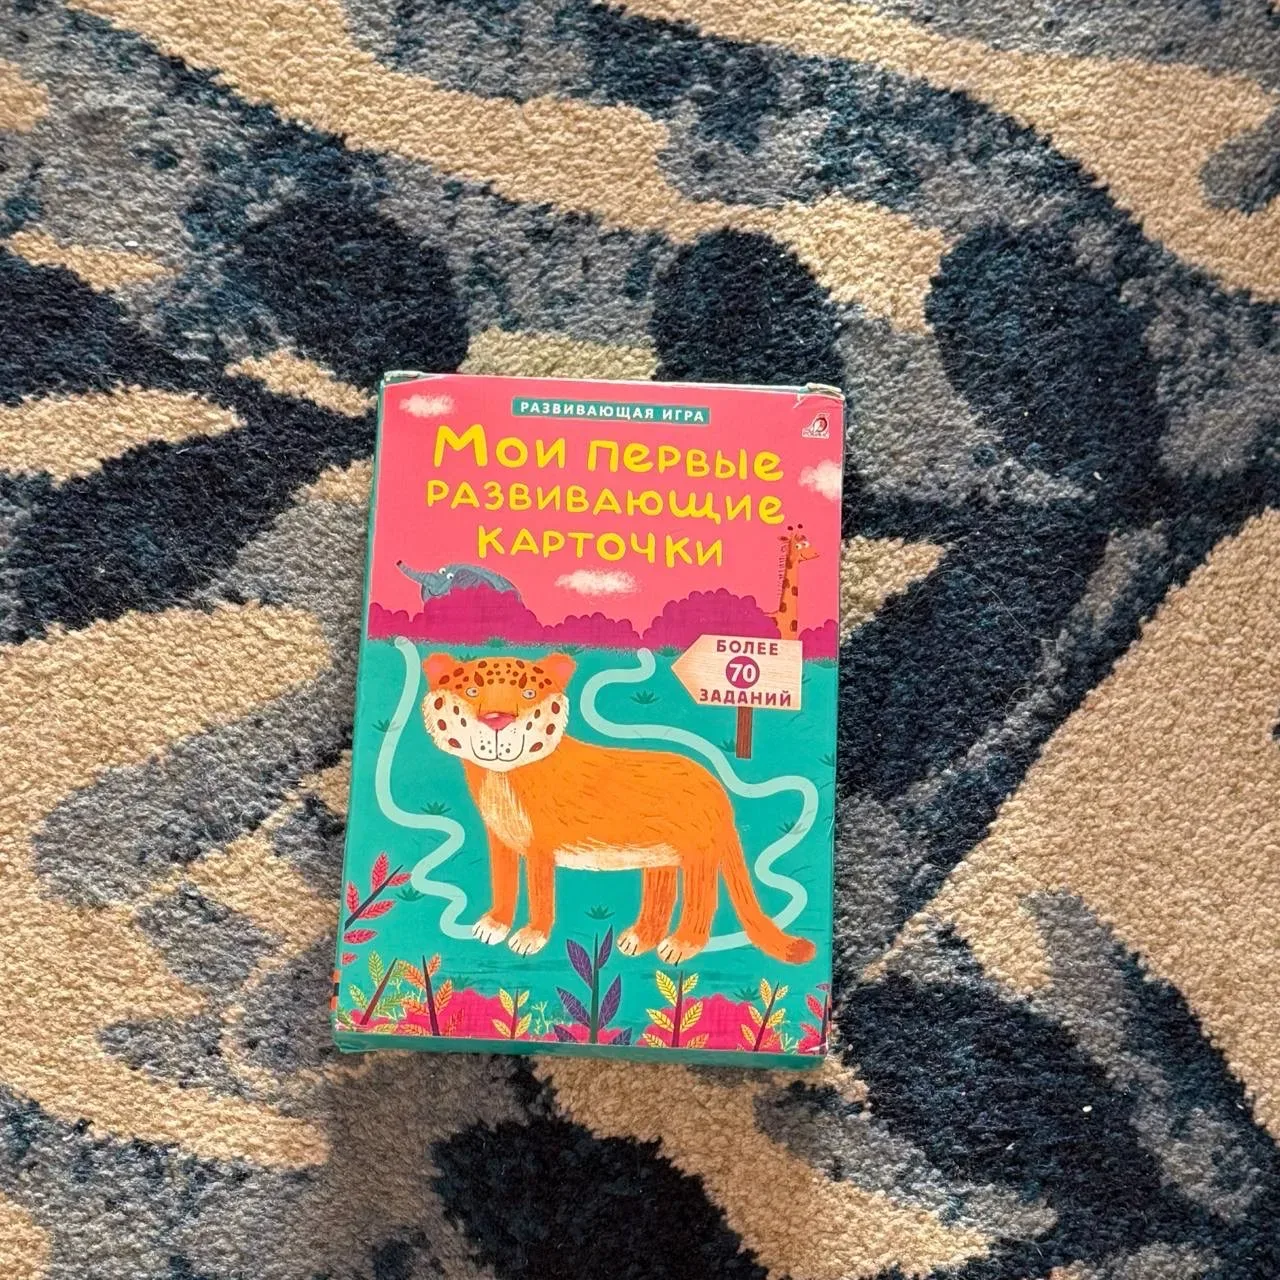 РАЗВИВАЮЩАЯ ИГРА
Мои первые
развивающие
карточки
БОЛЕЕ
70
ЗАДАНИЙ